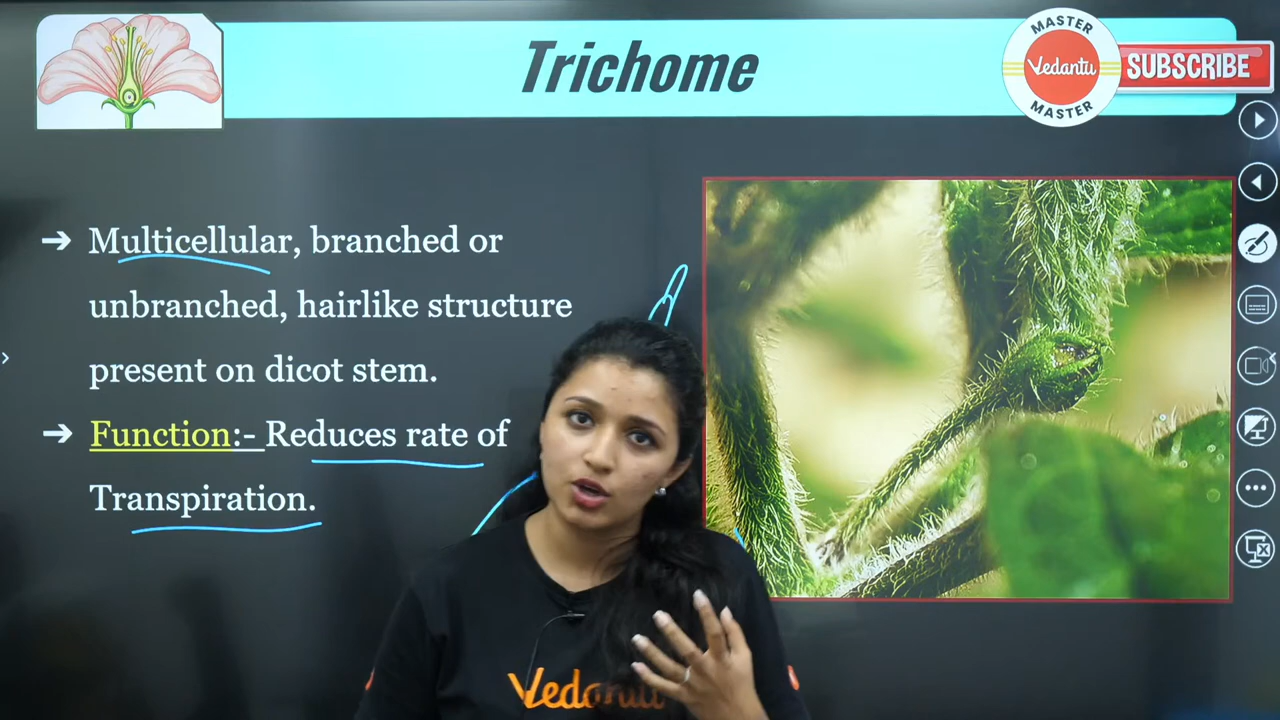 Trichome
MASTER
Vedantu
MASTER
SUBSCRIBE
➔ Multicellular, branched or
unbranched, hairlike structure
present on dicot stem.
➔ Function:- Reduces rate of
Transpiration.
Vedantu